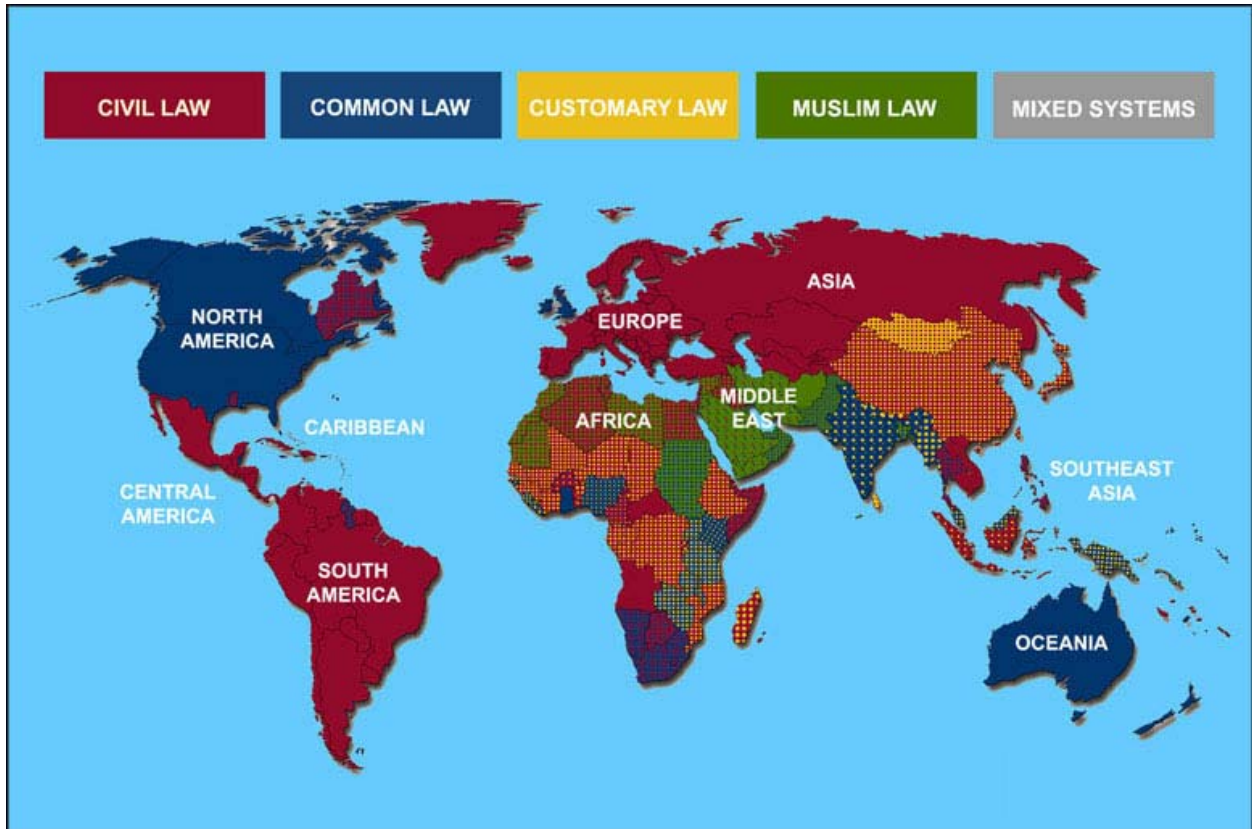 CIVIL LAW
COMMON LAW
CUSTOMARY LAW
MUSLIM LAW
MIXED SYSTEMS
NORTH
AMERICA
CARIBBEAN
CENTRAL
AMERICA
SOUTH
AMERICA
EUROPE
ASIA
AFRICA
MIDDLE
EAST
SOUTHEAST
ASIA
OCEANIA